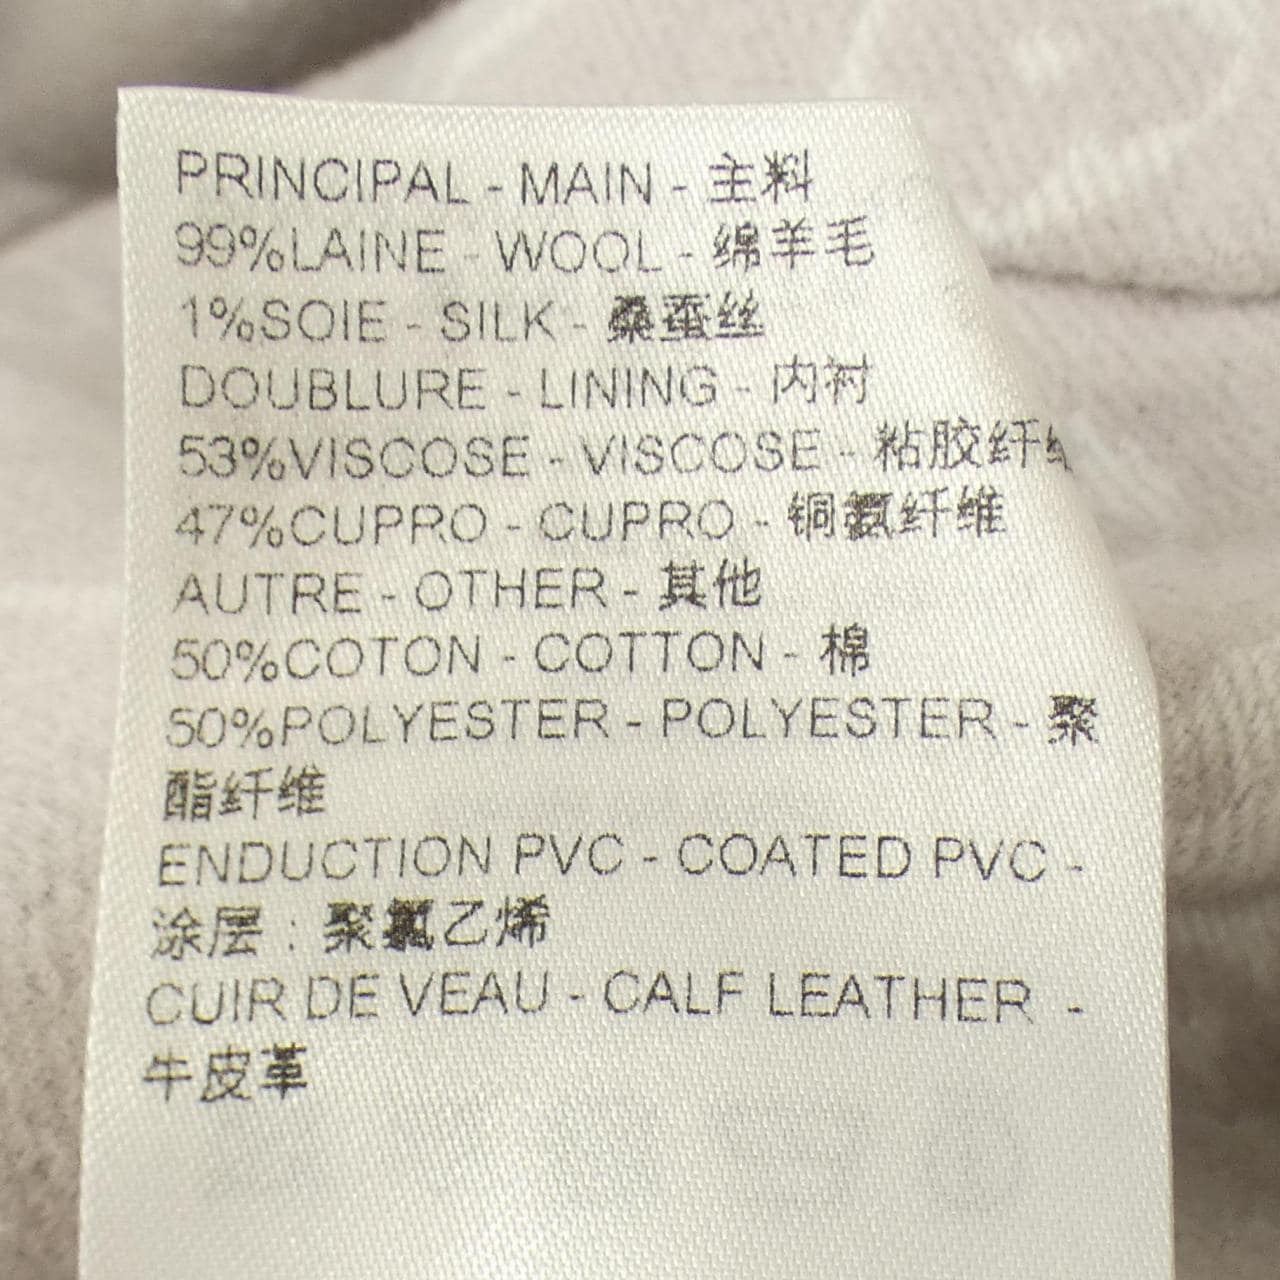 PRINCIPAL - MAIN - 主料
99%LAINE - WOOL - 绵羊毛
1%SOIE - SILK - 桑蚕丝
DOUBLURE - LINING - 内衬
53%VISCOSE - VISCOSE - 粘胶纤
47%CUPRO - CUPRO - 铜氨纤维
AUTRE - OTHER - 其他
50%COTON - COTTON - 棉
50%POLYESTER - POLYESTER - 聚
酯纤维
ENDUCTION PVC - COATED PVC -
涂层 : 聚氯乙烯
CUIR DE VEAU - CALF LEATHER -
牛皮革